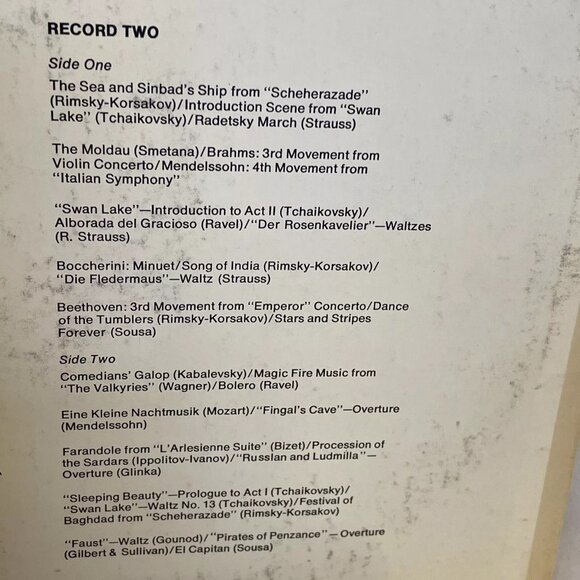 RECORD TWO
Side One
The Sea and Sinbad's Ship from "Scheherazade"
(Rimsky-Korsakov)/Introduction Scene from "Swan
Lake" (Tchaikovsky)/Radetsky March (Strauss)
The Moldau (Smetana)/Brahms: 3rd Movement from
Violin Concerto/Mendelssohn: 4th Movement from
"Italian Symphony"
"Swan Lake"—Introduction to Act II (Tchaikovsky)/
Alborada del Gracioso (Ravel)/"Der Rosenkavelier"—Waltzes
(R. Strauss)
Boccherini: Minuet/Song of India (Rimsky-Korsakov)/
"Die Fledermaus"—Waltz (Strauss)
Beethoven: 3rd Movement from "Emperor" Concerto/Dance
of the Tumblers (Rimsky-Korsakov)/Stars and Stripes
Forever (Sousa)
Side Two
Comedians' Galop (Kabalevsky)/Magic Fire Music from
"The Valkyries" (Wagner)/Bolero (Ravel)
Eine Kleine Nachtmusik (Mozart)/"Fingal's Cave"—Overture
(Mendelssohn)
Farandole from "L'Arlesienne Suite" (Bizet)/Procession of
the Sardars (Ippolitov-Ivanov)/"Russlan and Ludmilla"—
Overture (Glinka)
"Sleeping Beauty"—Prologue to Act I (Tchaikovsky)/
"Swan Lake"—Waltz No. 13 (Tchaikovsky)/Festival of
Baghdad from "Scheherazade" (Rimsky-Korsakov)
"Faust"—Waltz (Gounod)/"Pirates of Penzance"—Overture
(Gilbert & Sullivan)/El Capitan (Sousa)